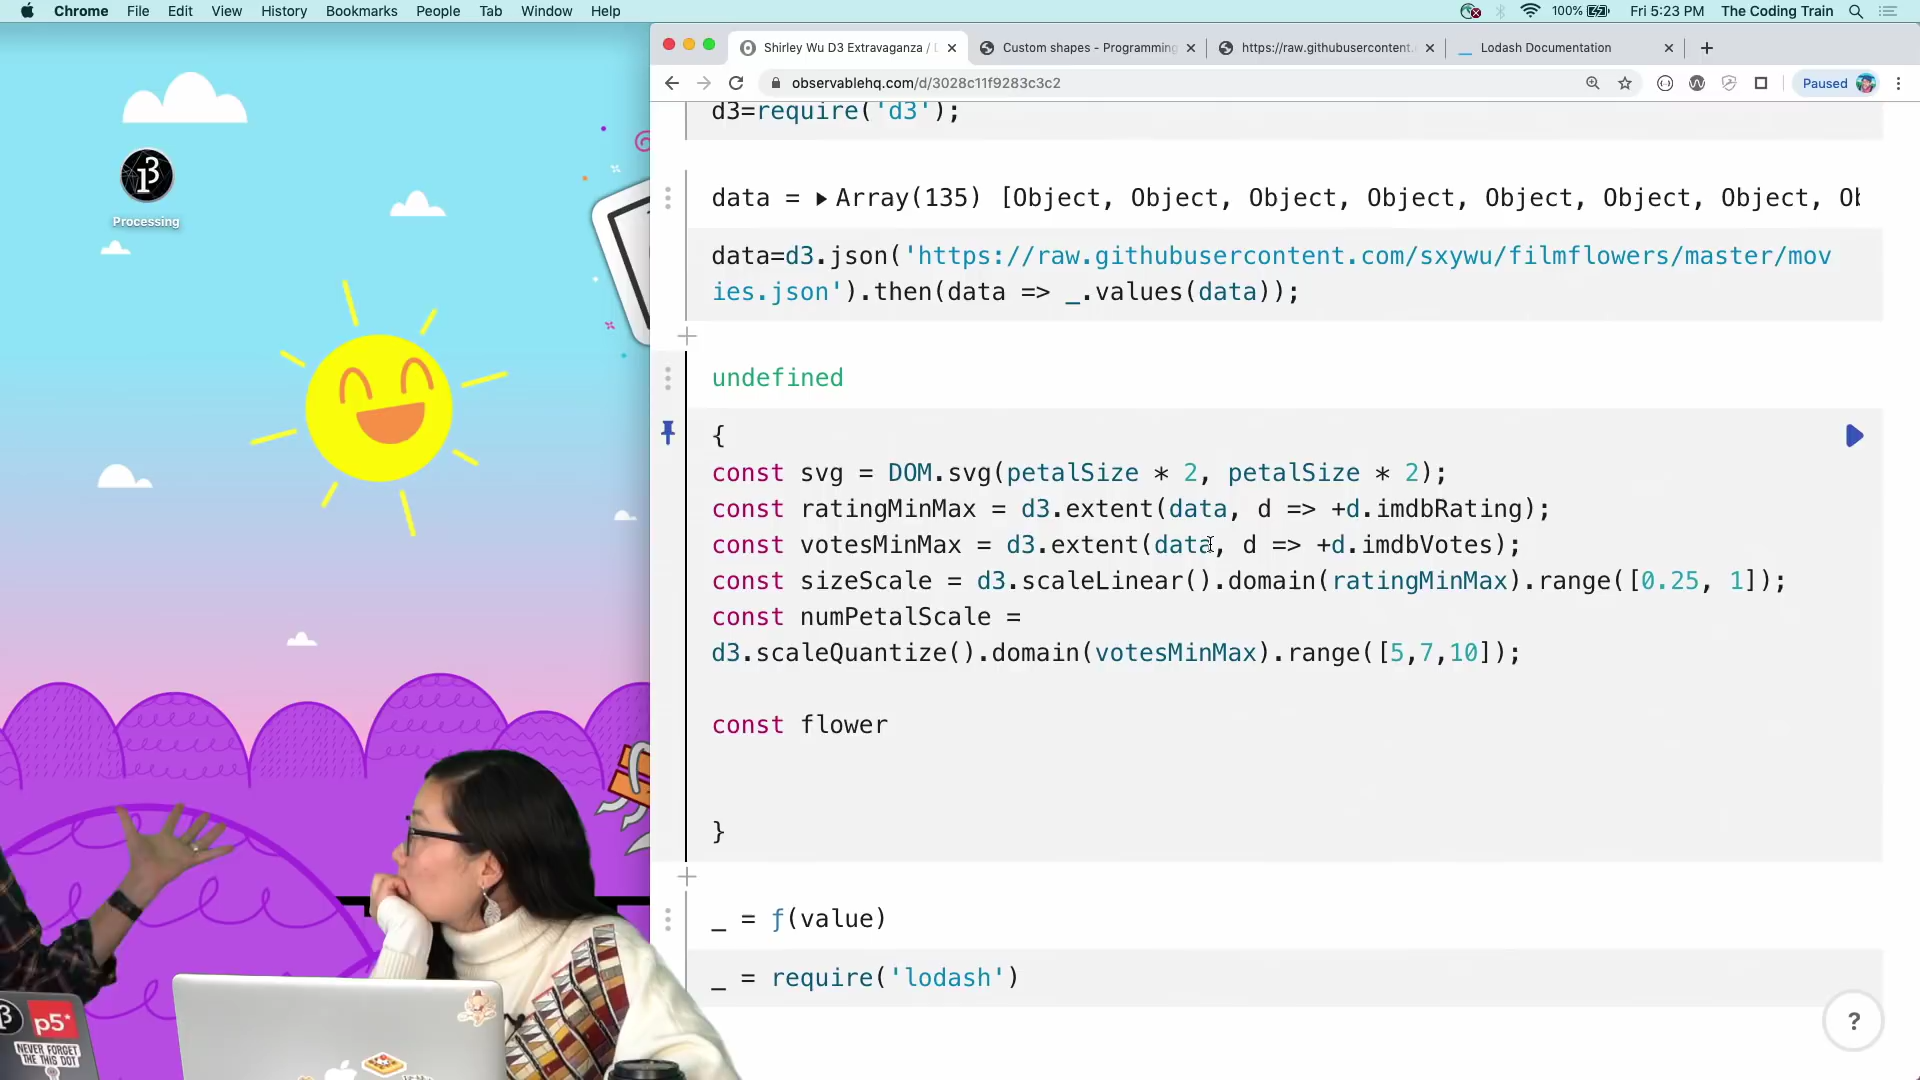 Chrome File Edit View History Bookmarks People Tab Window Help 100% Fri 5:23 PM The Coding Train
Shirley Wu D3 Extravaganza / Custom shapes - Programming https://raw.githubusercontent. Lodash Documentation
observablehq.com/d/3028c11f9283c3c2 Paused
d3=require('d3');
data = ▶ Array(135) [Object, Object, Object, Object, Object, Object, Object, Ob
data=d3.json('https://raw.githubusercontent.com/sxywu/filmflowers/master/mov
ies.json').then(data => _.values(data));
undefined
{
const svg = DOM.svg(petalSize * 2, petalSize * 2);
const ratingMinMax = d3.extent(data, d => +d.imdbRating);
const votesMinMax = d3.extent(data, d => +d.imdbVotes);
const sizeScale = d3.scaleLinear().domain(ratingMinMax).range([0.25, 1]);
const numPetalScale =
d3.scaleQuantize().domain(votesMinMax).range([5,7,10]);
const flower
}
_ = ƒ(value)
_ = require('lodash')
?
Processing
p5*
NEVER FORGET
THE THIS DOT